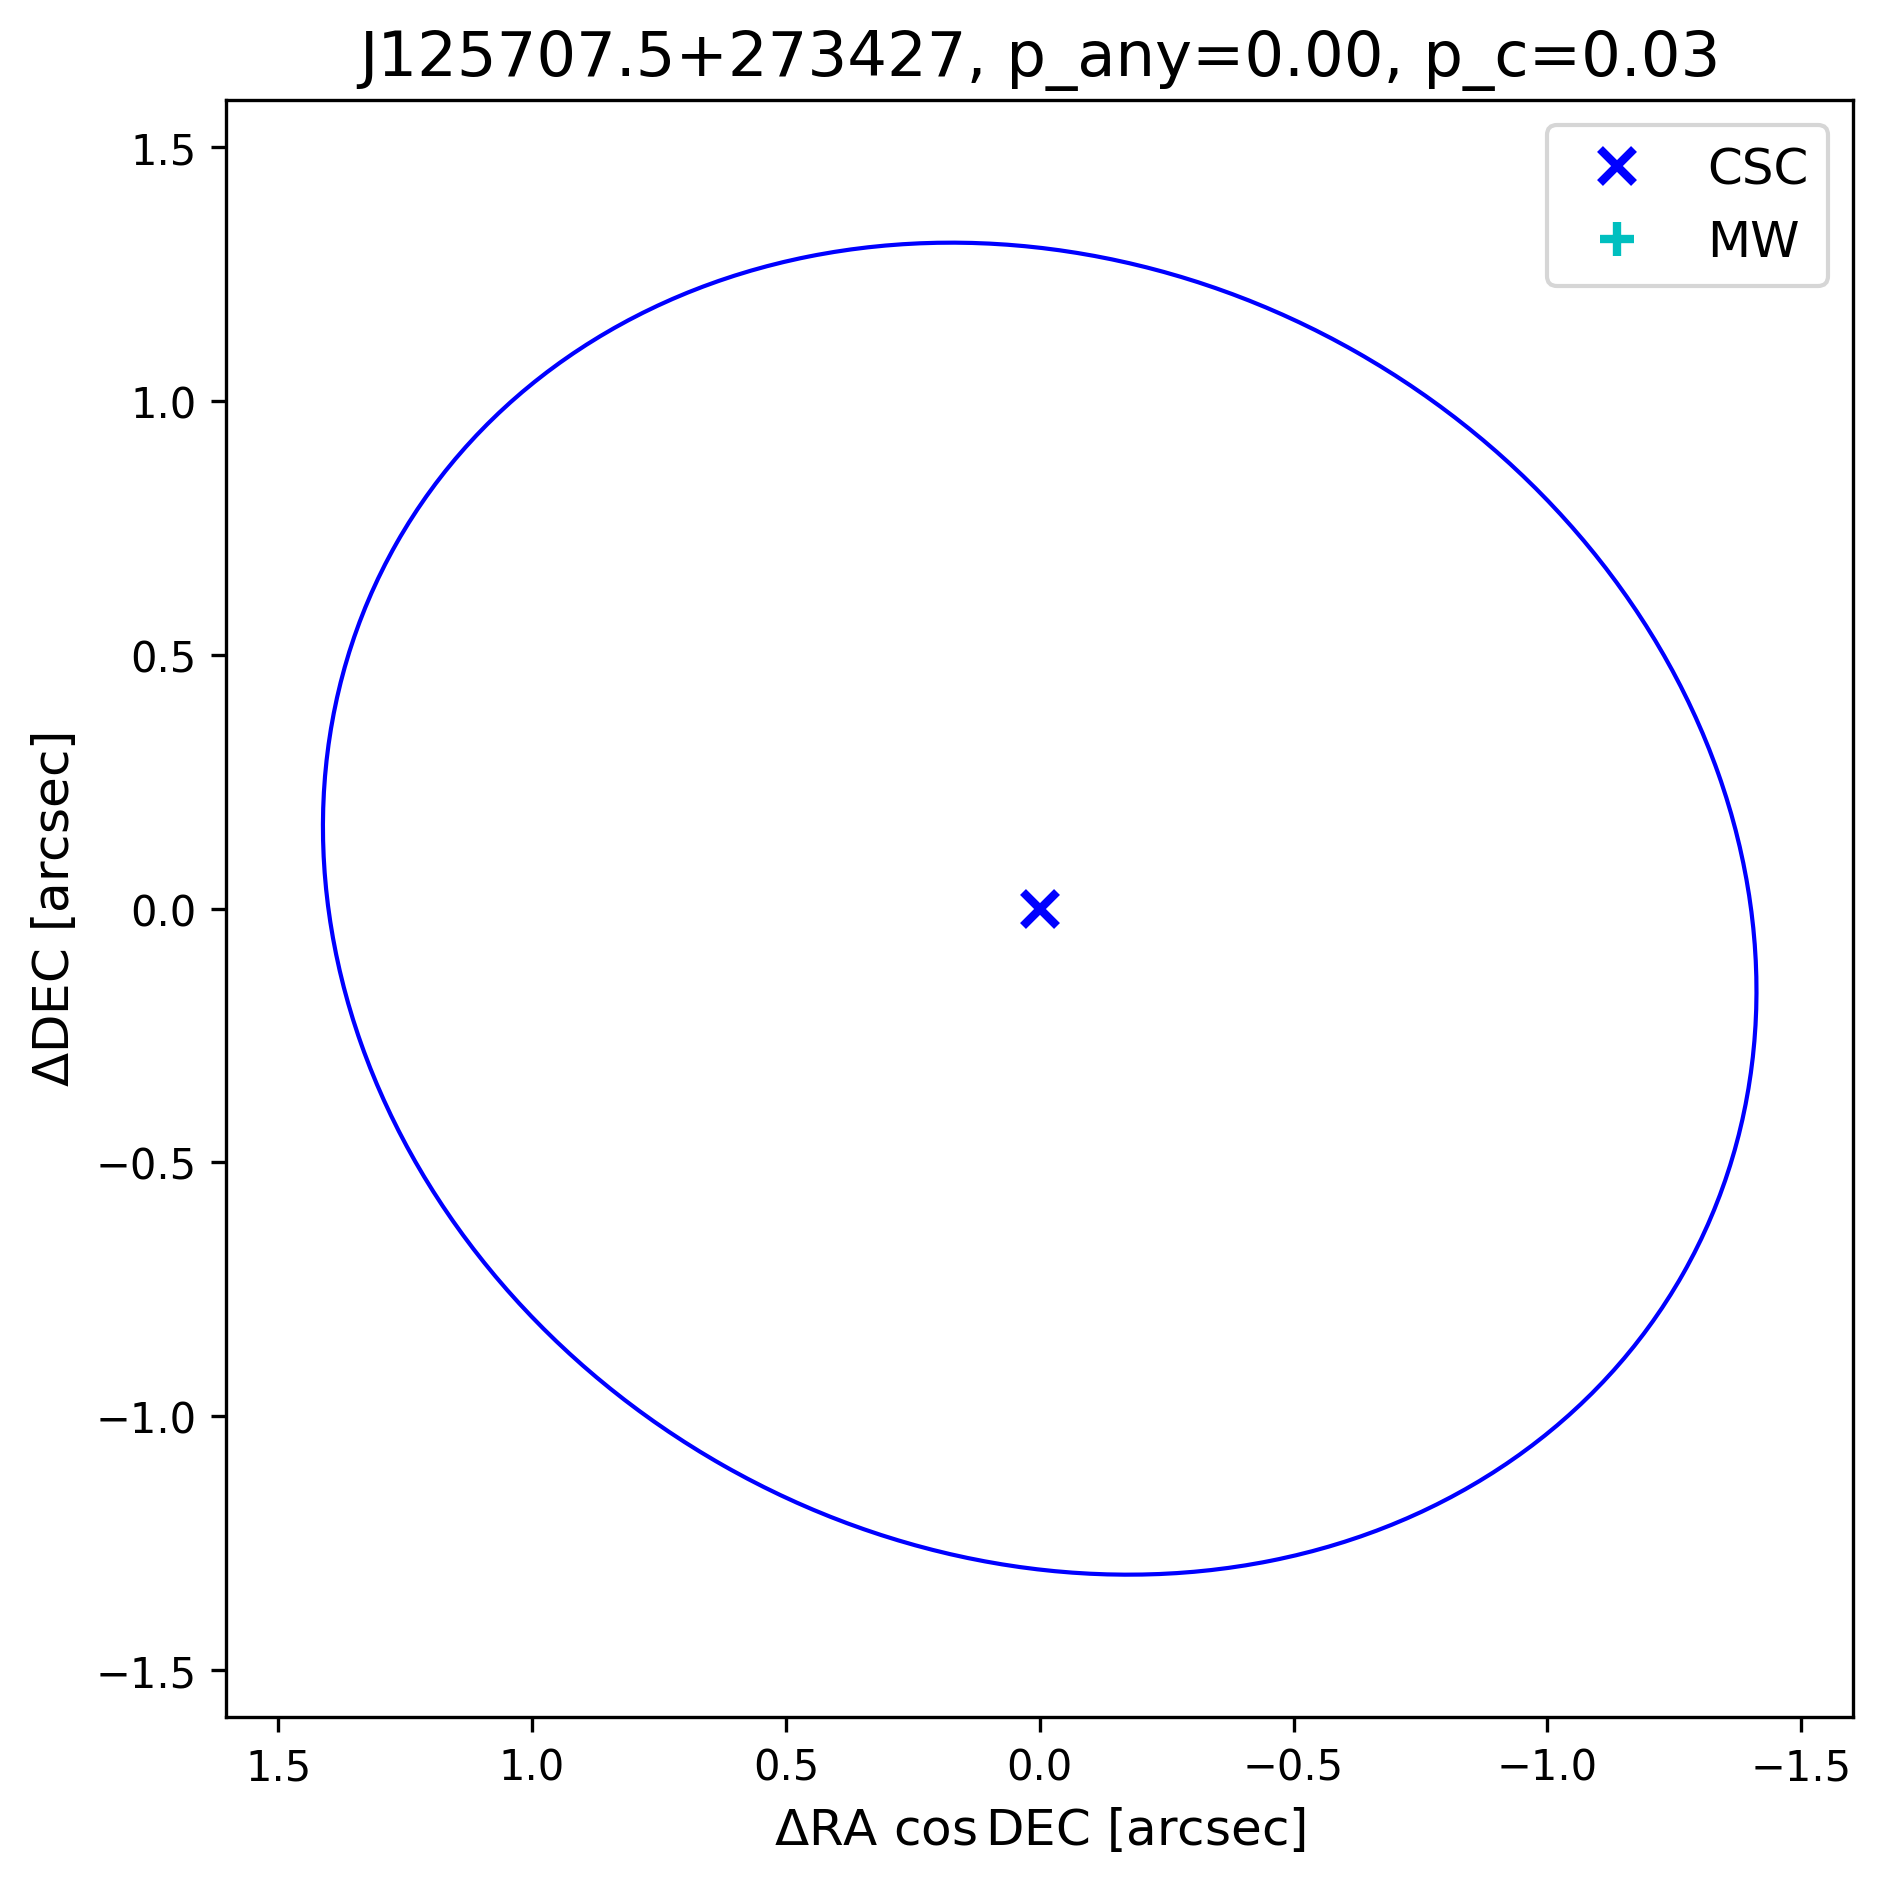 J125707.5+273427, p_any=0.00, p_c=0.03
CSC
MW
1.5
1.0
0.5
0.0
−0.5
−1.0
−1.5
ΔDEC [arcsec]
1.5 1.0 0.5 0.0 −0.5 −1.0 −1.5
ΔRA cos DEC [arcsec]